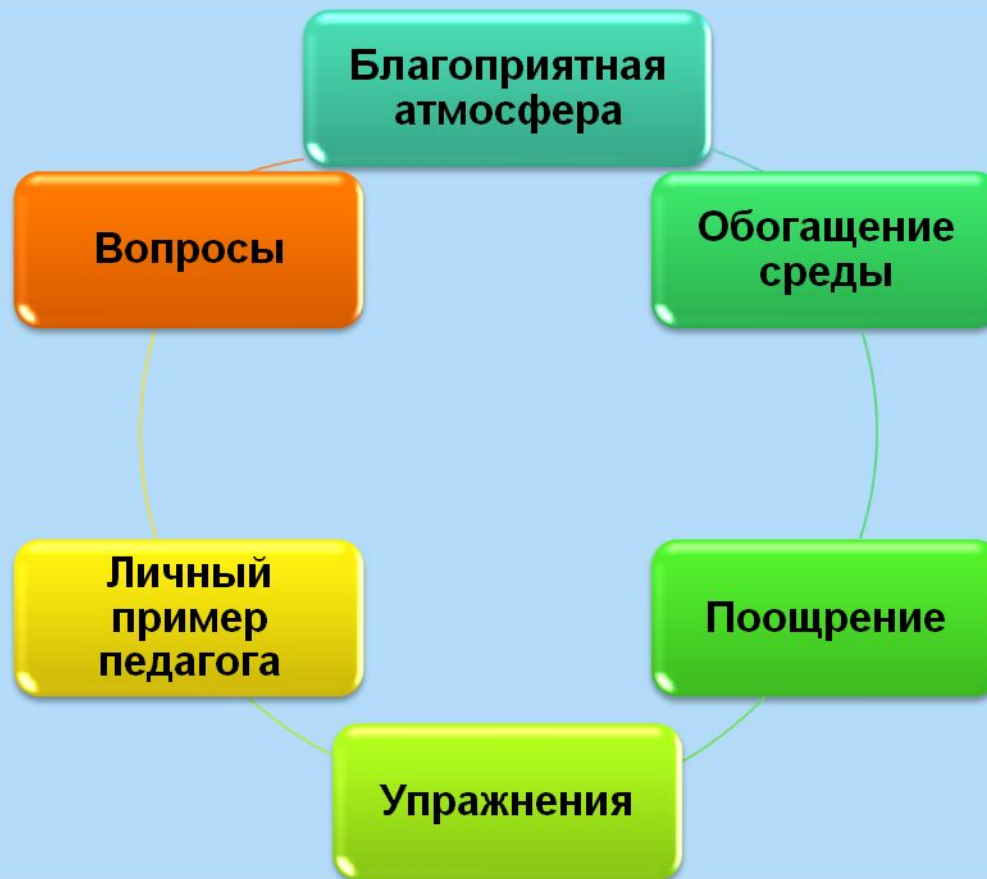 Благоприятная
атмосфера
Обогащение
среды
Поощрение
Упражнения
Личный
пример
педагога
Вопросы